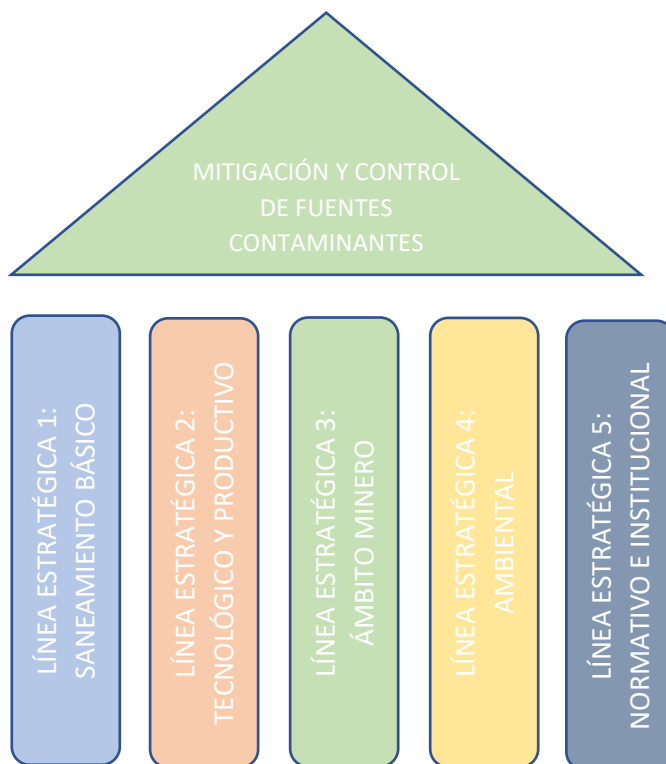 MITIGACIÓN Y CONTROL
DE FUENTES
CONTAMINANTES
LÍNEA ESTRATÉGICA 1:
SANEAMIENTO BÁSICO
LÍNEA ESTRATÉGICA 2:
TECNOLÓGICO Y PRODUCTIVO
LÍNEA ESTRATÉGICA 3:
ÁMBITO MINERO
LÍNEA ESTRATÉGICA 4:
AMBIENTAL
LÍNEA ESTRATÉGICA 5:
NORMATIVO E INSTITUCIONAL